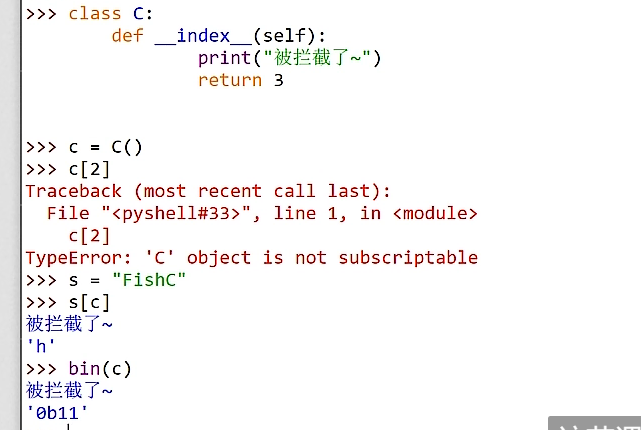 >>> class C:
        def __index__(self):
                print("被拦截了~")
                return 3
>>> c = C()
>>> c[2]
Traceback (most recent call last):
  File "<pyshell#33>", line 1, in <module>
    c[2]
TypeError: 'C' object is not subscriptable
>>> s = "FishC"
>>> s[c]
被拦截了~
'h'
>>> bin(c)
被拦截了~
'0b11'